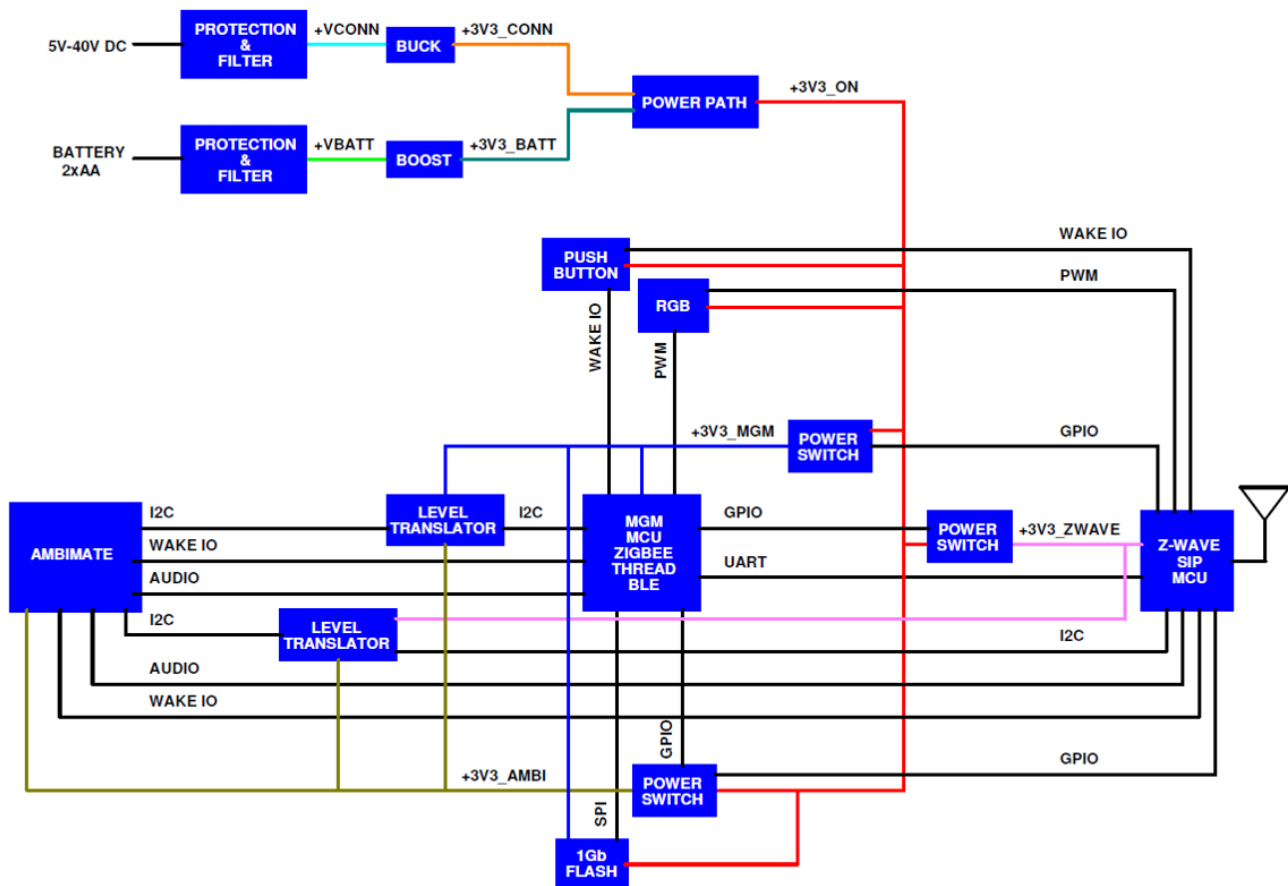 5V-40V DC
PROTECTION
&
FILTER
+VCONN
BUCK
+3V3_CONN
POWER PATH
+3V3_ON
BATTERY
2xAA
PROTECTION
&
FILTER
+VBATT
BOOST
+3V3_BATT
PUSH
BUTTON
WAKE IO
RGB
PWM
WAKE IO
PWM
+3V3_MGM
POWER
SWITCH
GPIO
AMBIMATE
I2C
LEVEL
TRANSLATOR
I2C
MGM
MCU
ZIGBEE
THREAD
BLE
GPIO
POWER
SWITCH
+3V3_ZWAVE
Z-WAVE
SIP
MCU
WAKE IO
UART
AUDIO
I2C
LEVEL
TRANSLATOR
I2C
AUDIO
WAKE IO
GPIO
+3V3_AMBI
POWER
SWITCH
GPIO
SPI
1Gb
FLASH